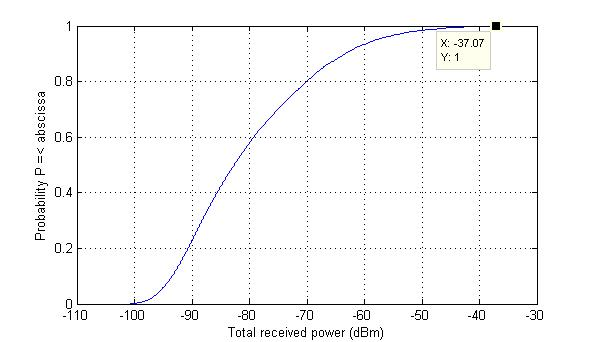 1
X: -37.07
Y: 1
0.8
0.6
0.4
0.2
0
Probability P =< abscissa
-110 -100 -90 -80 -70 -60 -50 -40 -30
Total received power (dBm)